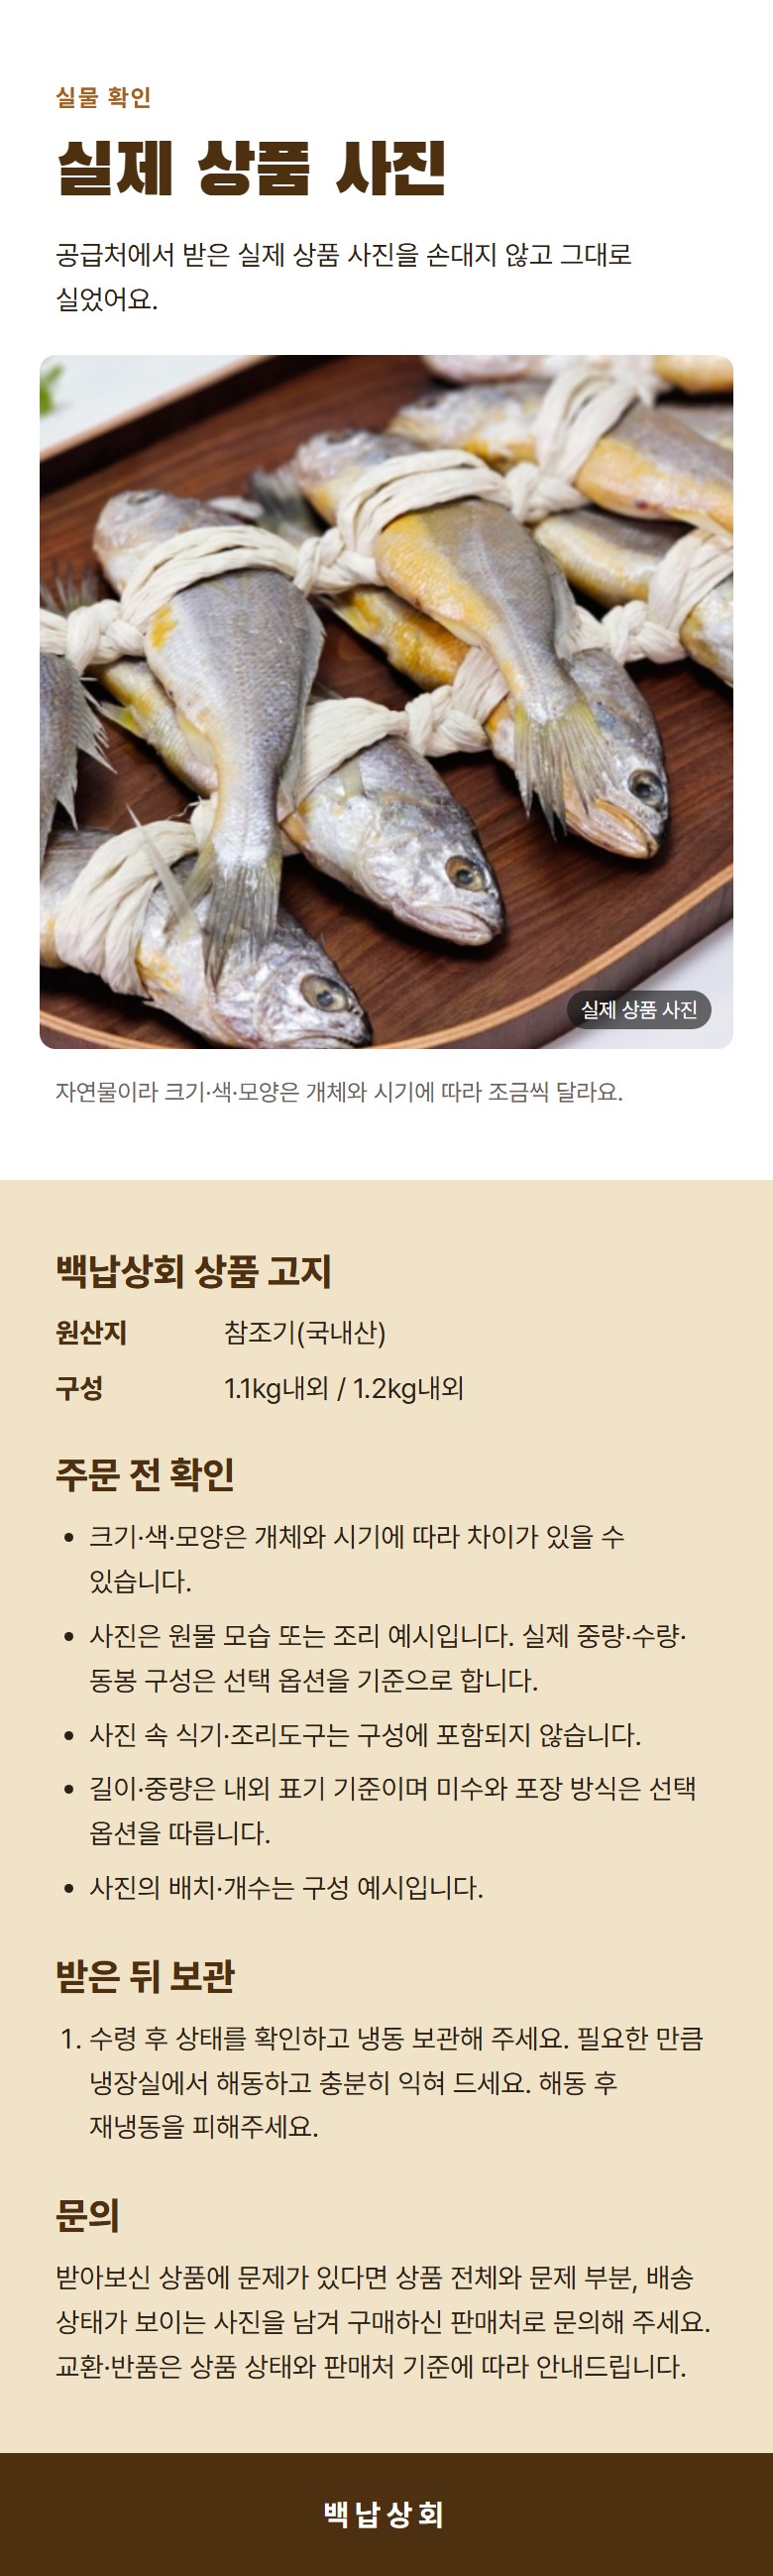 실물 확인
실제 상품 사진
공급처에서 받은 실제 상품 사진을 손대지 않고 그대로
실었어요.
실제 상품 사진
자연물이라 크기·색·모양은 개체와 시기에 따라 조금씩 달라요.
백납상회 상품 고지
원산지 참조기(국내산)
구성 1.1kg내외 / 1.2kg내외
주문 전 확인
• 크기·색·모양은 개체와 시기에 따라 차이가 있을 수
있습니다.
• 사진은 원물 모습 또는 조리 예시입니다. 실제 중량·수량·
동봉 구성은 선택 옵션을 기준으로 합니다.
• 사진 속 식기·조리도구는 구성에 포함되지 않습니다.
• 길이·중량은 내외 표기 기준이며 미수와 포장 방식은 선택
옵션을 따릅니다.
• 사진의 배치·개수는 구성 예시입니다.
받은 뒤 보관
1. 수령 후 상태를 확인하고 냉동 보관해 주세요. 필요한 만큼
냉장실에서 해동하고 충분히 익혀 드세요. 해동 후
재냉동을 피해주세요.
문의
받아보신 상품에 문제가 있다면 상품 전체와 문제 부분, 배송
상태가 보이는 사진을 남겨 구매하신 판매처로 문의해 주세요.
교환·반품은 상품 상태와 판매처 기준에 따라 안내드립니다.
백납상회